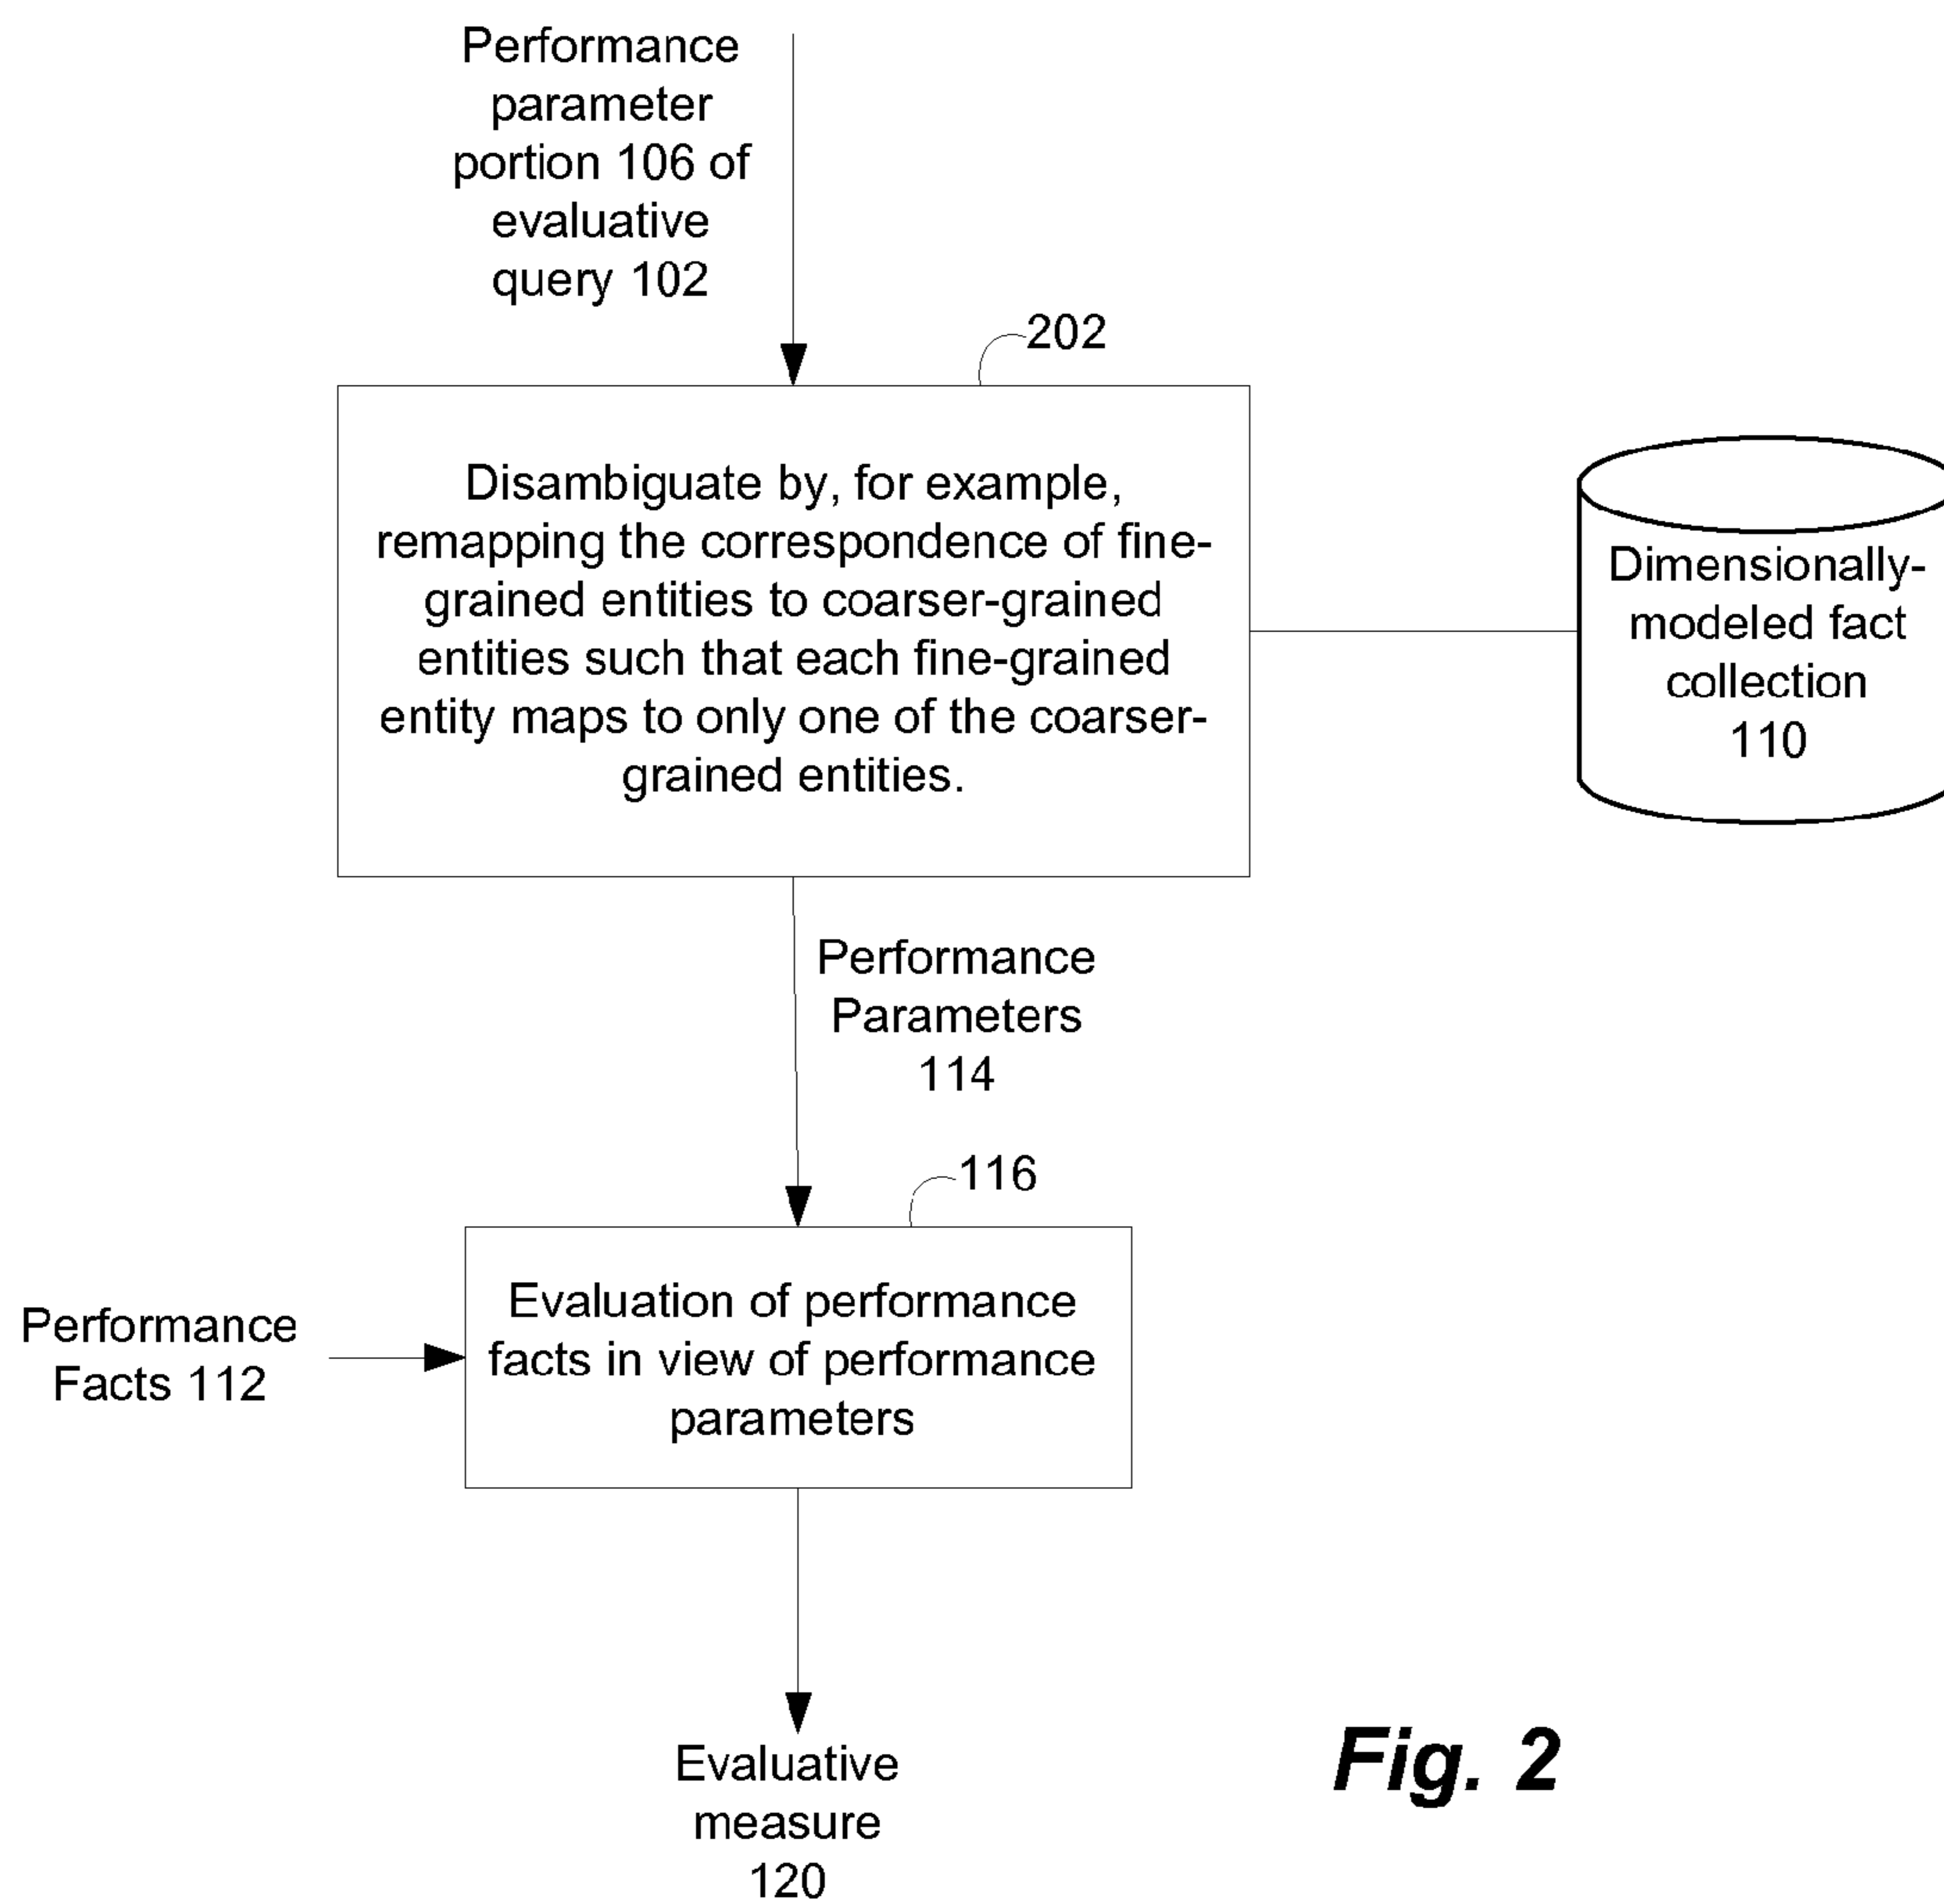 Performance
parameter
portion 106 of
evaluative
query 102
202
Disambiguate by, for example,
remapping the correspondence of fine-
grained entities to coarser-grained
entities such that each fine-grained
entity maps to only one of the coarser-
grained entities.
Dimensionally-
modeled fact
collection
110
Performance
Parameters
114
116
Evaluation of performance
facts in view of performance
parameters
Performance
Facts 112
Evaluative
measure
120
Fig. 2